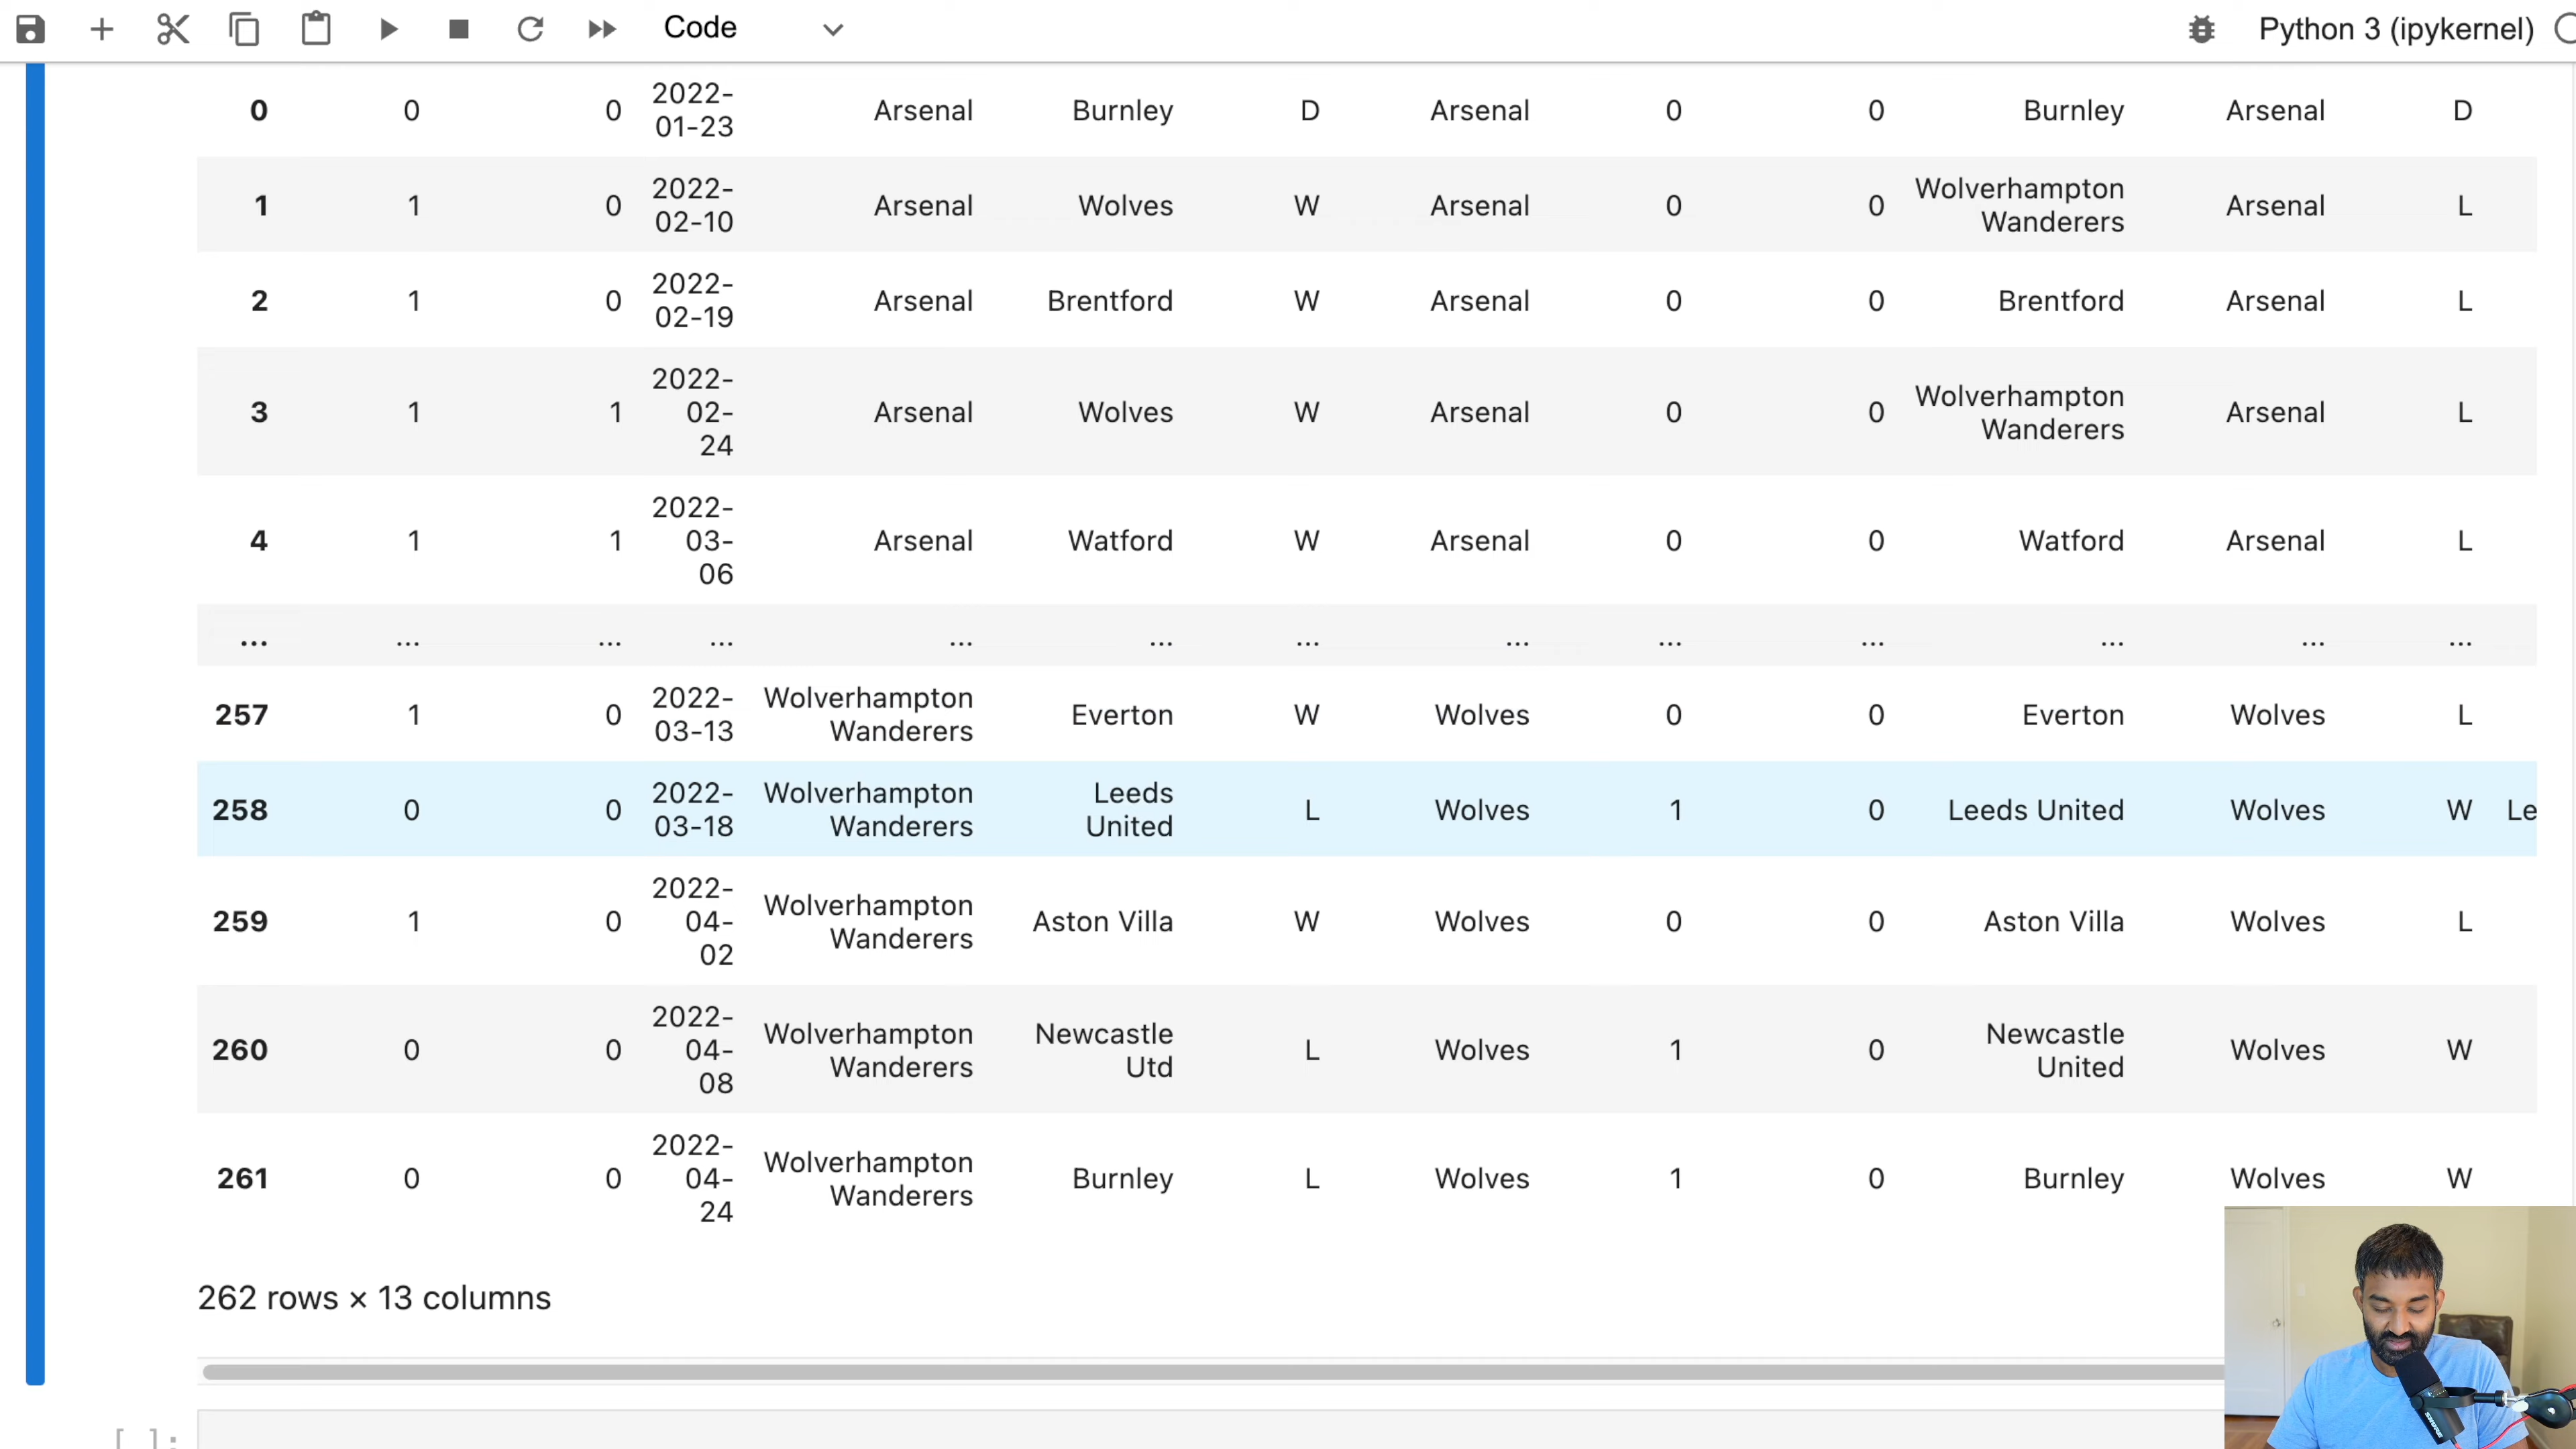 Code Python 3 (ipykernel)
0 0 0 2022-01-23 Arsenal Burnley D Arsenal 0 0 Burnley Arsenal D
1 1 0 2022-02-10 Arsenal Wolves W Arsenal 0 0 Wolverhampton Wanderers Arsenal L
2 1 0 2022-02-19 Arsenal Brentford W Arsenal 0 0 Brentford Arsenal L
3 1 1 2022-02-24 Arsenal Wolves W Arsenal 0 0 Wolverhampton Wanderers Arsenal L
4 1 1 2022-03-06 Arsenal Watford W Arsenal 0 0 Watford Arsenal L
... ... ... ... ... ... ... ... ... ... ... ... ...
257 1 0 2022-03-13 Wolverhampton Wanderers Everton W Wolves 0 0 Everton Wolves L
258 0 0 2022-03-18 Wolverhampton Wanderers Leeds United L Wolves 1 0 Leeds United Wolves W Le
259 1 0 2022-04-02 Wolverhampton Wanderers Aston Villa W Wolves 0 0 Aston Villa Wolves L
260 0 0 2022-04-08 Wolverhampton Wanderers Newcastle Utd L Wolves 1 0 Newcastle United Wolves W
261 0 0 2022-04-24 Wolverhampton Wanderers Burnley L Wolves 1 0 Burnley Wolves W
262 rows × 13 columns
[ ]: